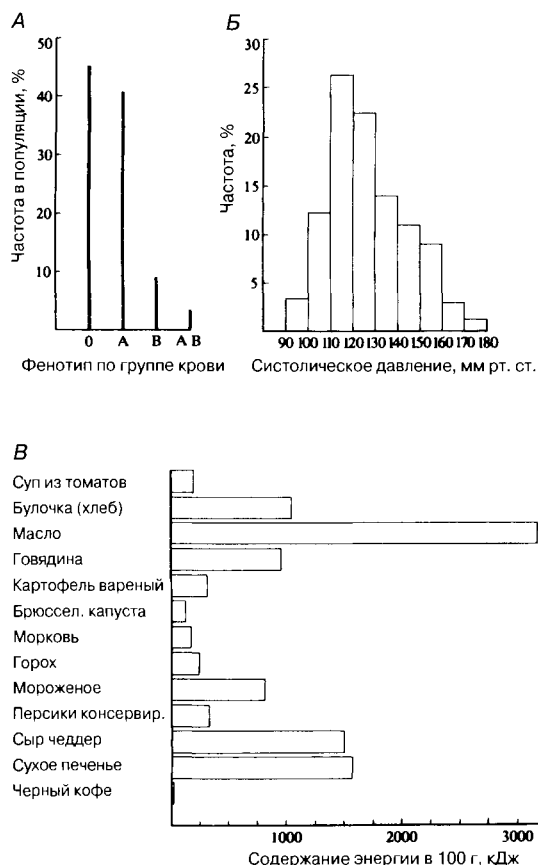 А
50
40
30
20
10
Частота в популяции, %
0 А В А В
Фенотип по группе крови
Б
30
25
20
15
10
5
Частота, %
90 100 110 120 130 140 150 160 170 180
Систолическое давление, мм рт. ст.
В
Суп из томатов
Булочка (хлеб)
Масло
Говядина
Картофель вареный
Брюссел. капуста
Морковь
Горох
Мороженое
Персики консервир.
Сыр чеддер
Сухое печенье
Черный кофе
1000 2000 3000
Содержание энергии в 100 г, кДж